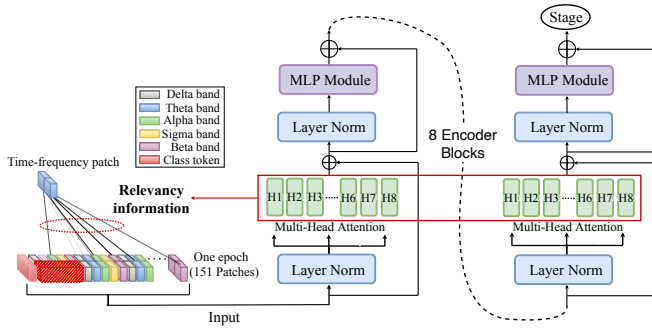 Stage
MLP Module
MLP Module
Delta band
Theta band
Alpha band
Sigma band
Beta band
Class token
Layer Norm
Layer Norm
8 Encoder
Blocks
Time-frequency patch
Relevancy
information
H1 H2 H3 ······ H6 H7 H8
H1 H2 H3 ······ H6 H7 H8
Multi-Head Attention
Multi-Head Attention
One epoch
(151 Patches)
Layer Norm
Layer Norm
Input